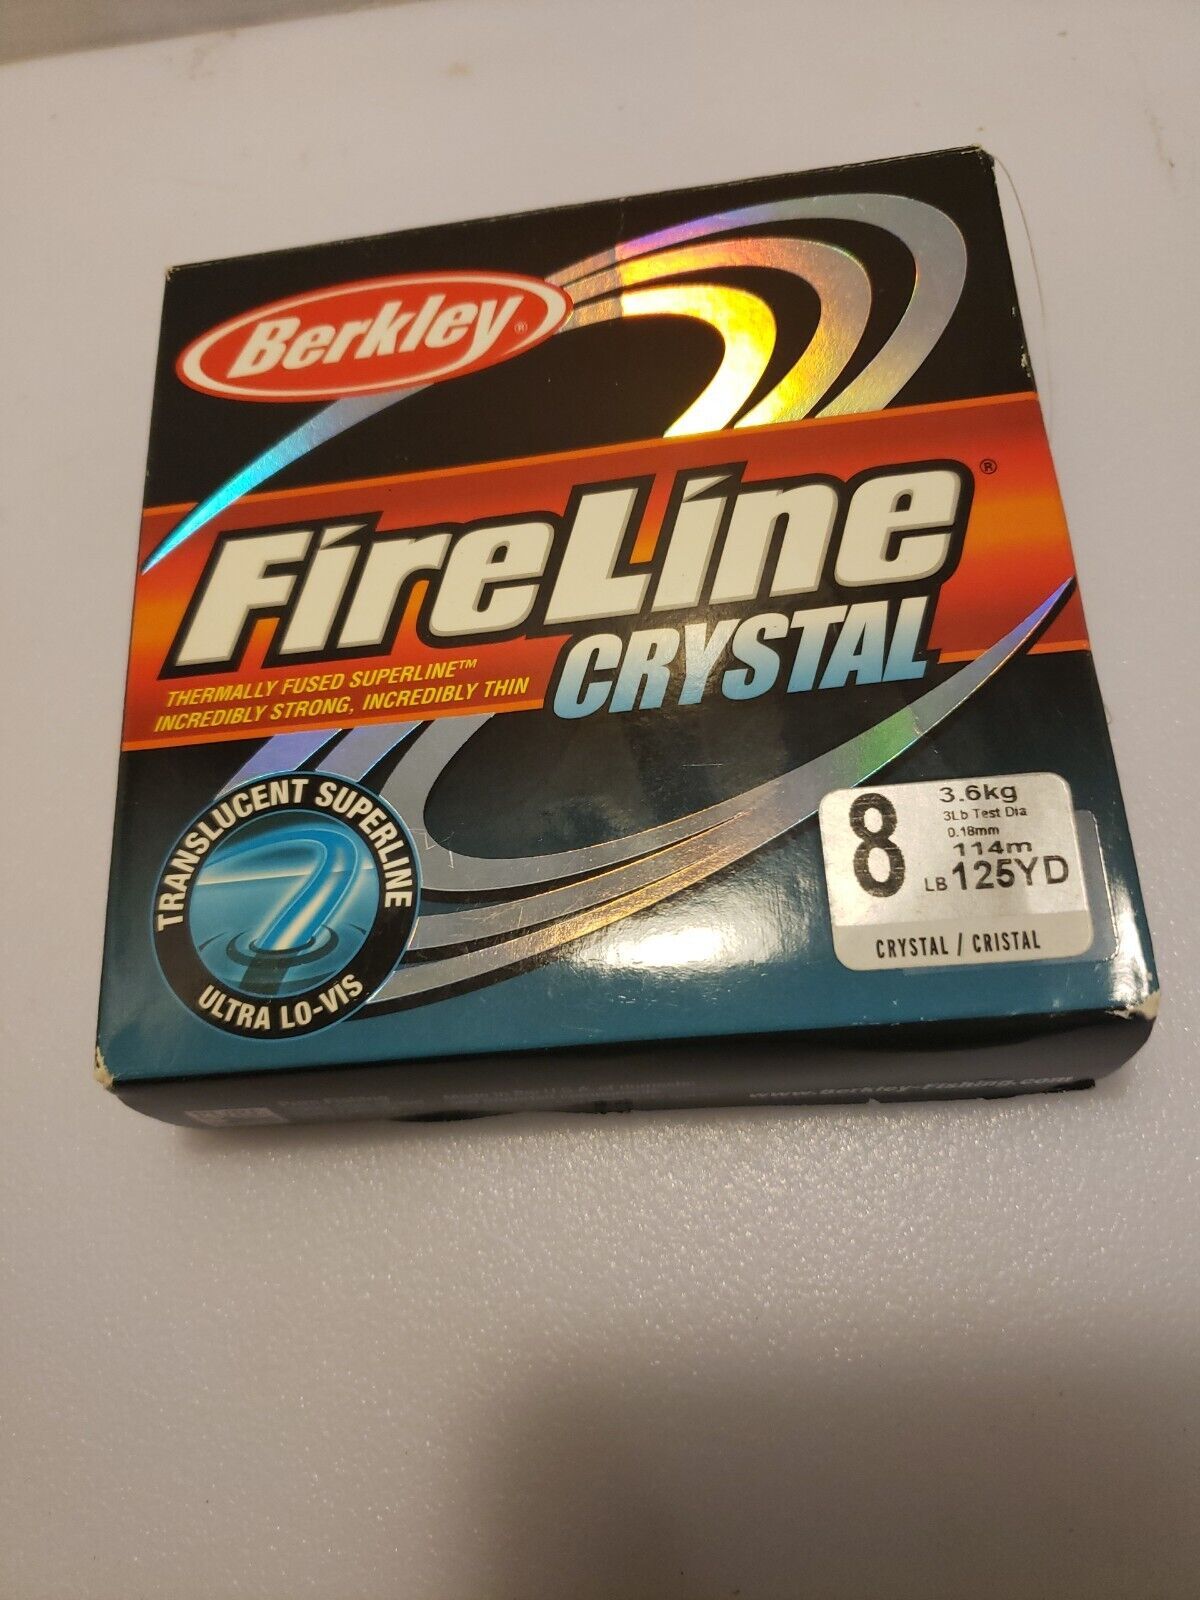 Berkley®
FireLine®
CRYSTAL
THERMALLY FUSED SUPERLINE™
INCREDIBLY STRONG, INCREDIBLY THIN
TRANSLUCENT SUPERLINE
ULTRA LO-VIS
8 LB
3.6kg
3Lb Test Dia
0.18mm
114m
125YD
CRYSTAL / CRISTAL
www.Berkley-Fishing.com